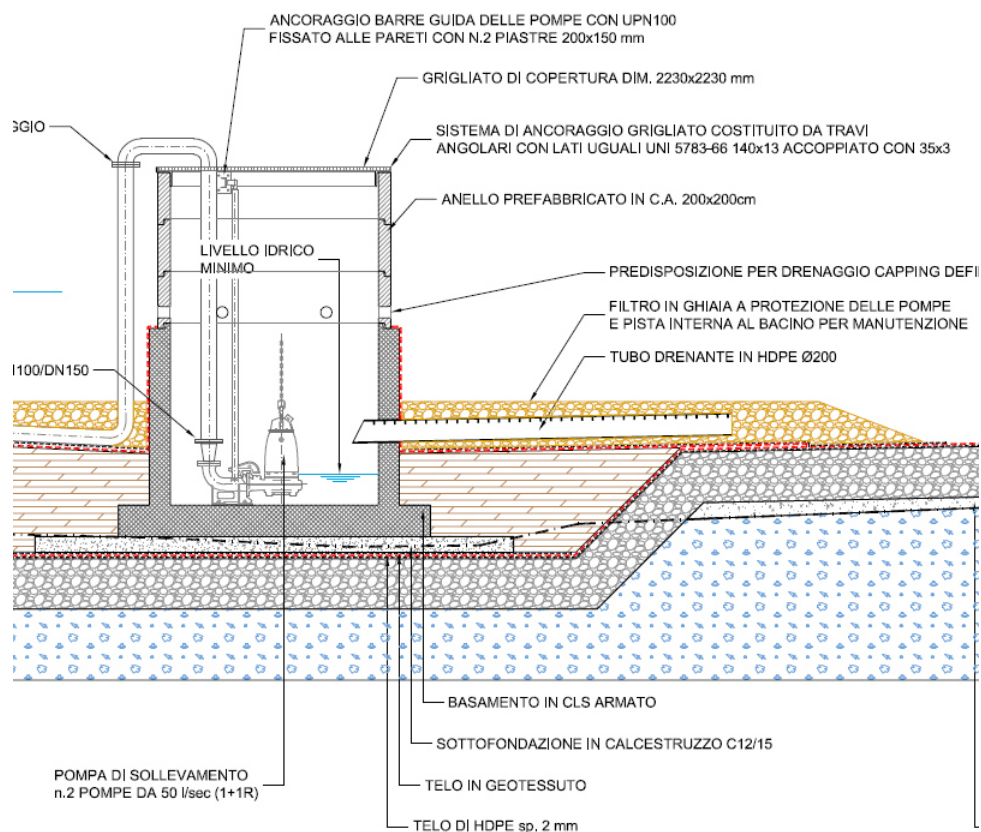 ANCORAGGIO BARRE GUIDA DELLE POMPE CON UPN100
FISSATO ALLE PARETI CON N.2 PIASTRE 200x150 mm
GRIGLIATO DI COPERTURA DIM. 2230x2230 mm
GGIO
SISTEMA DI ANCORAGGIO GRIGLIATO COSTITUITO DA TRAVI
ANGOLARI CON LATI UGUALI UNI 5783-66 140x13 ACCOPPIATO CON 35x3
ANELLO PREFABBRICATO IN C.A. 200x200cm
LIVELLO IDRICO
MINIMO
PREDISPOSIZIONE PER DRENAGGIO CAPPING DEFI
FILTRO IN GHIAIA A PROTEZIONE DELLE POMPE
E PISTA INTERNA AL BACINO PER MANUTENZIONE
TUBO DRENANTE IN HDPE Ø200
N100/DN150
BASAMENTO IN CLS ARMATO
SOTTOFONDAZIONE IN CALCESTRUZZO C12/15
POMPA DI SOLLEVAMENTO
n.2 POMPE DA 50 l/sec (1+1R)
TELO IN GEOTESSUTO
TELO DI HDPE sp. 2 mm